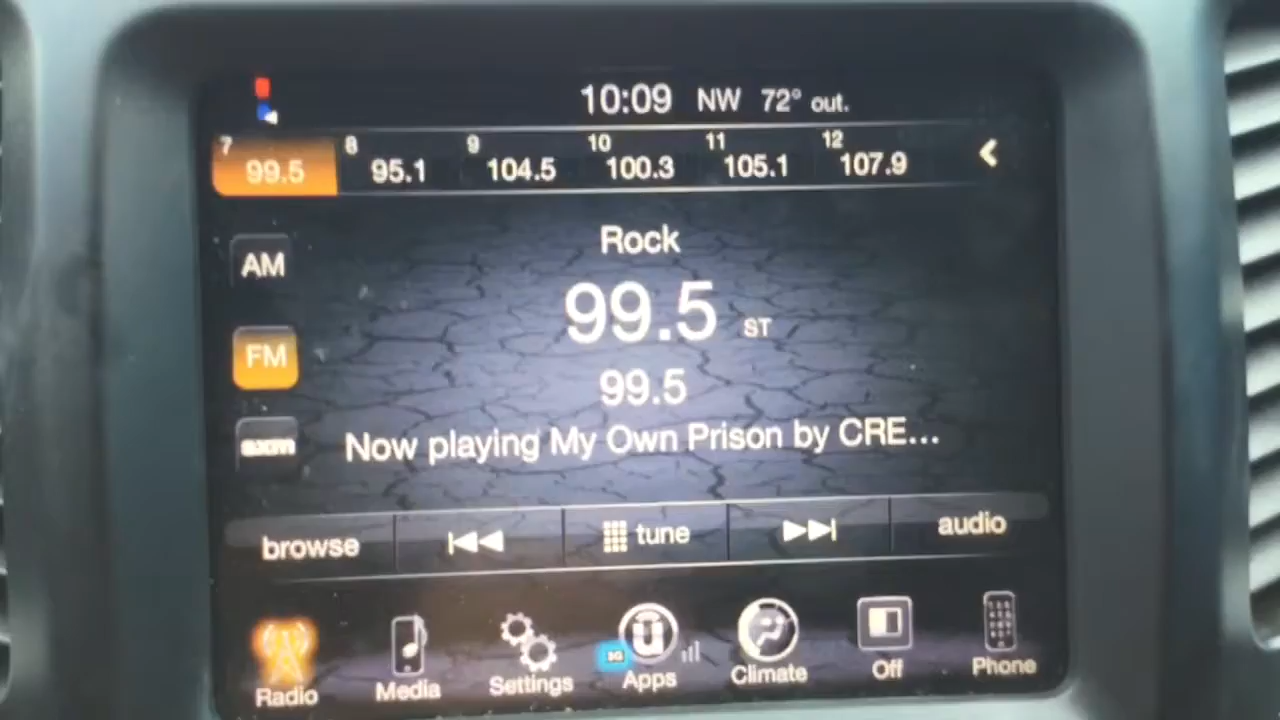 10:09 NW 72° out.
7 8 9 10 11 12
99.5 95.1 104.5 100.3 105.1 107.9
Rock
AM
99.5 ST
FM
99.5
sxm
Now playing My Own Prison by CRE...
browse tune audio
3G
Radio Media Settings Apps Climate Off Phone